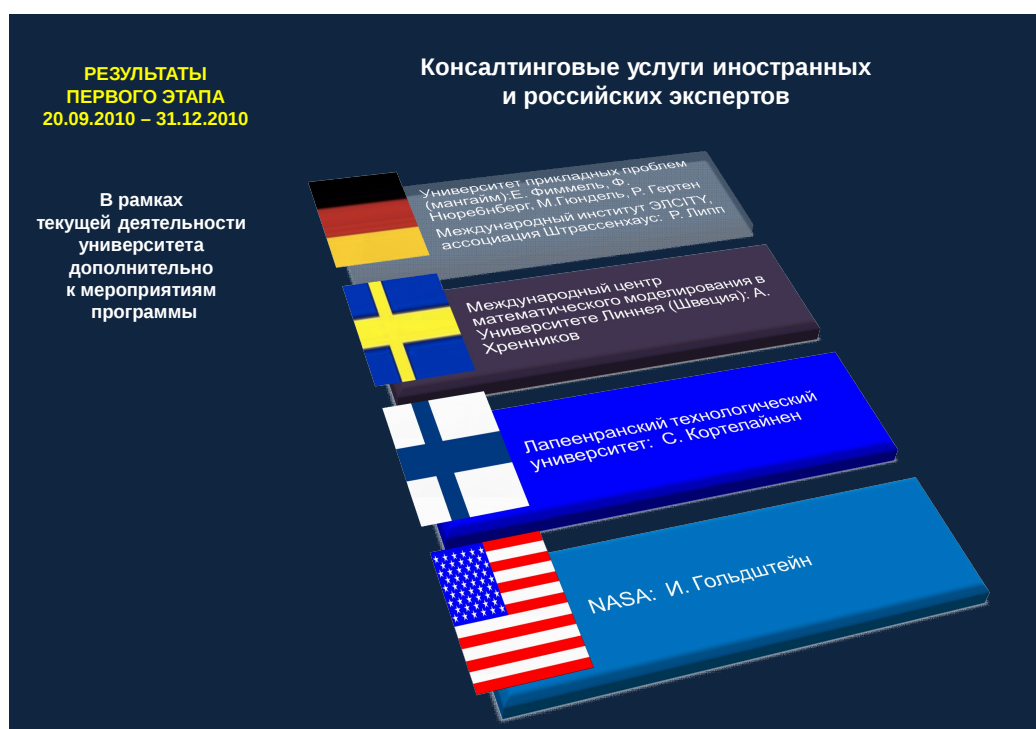 РЕЗУЛЬТАТЫ
ПЕРВОГО ЭТАПА
20.09.2010 – 31.12.2010
В рамках
текущей деятельности
университета
дополнительно
к мероприятиям
программы
Консалтинговые услуги иностранных
и российских экспертов
Университет прикладных проблем
(мангайм):Е. Фиммель, Ф.
Нюре6нберг, М.Гюндель, Р. Гертен
Международный институт ЭЛСITY,
ассоциация Штрассенхаус: Р. Липп
Международный центр
математического моделирования в
Университете Линнея (Швеция): А.
Хренников
Лапеенранский технологический
университет: С. Кортелайнен
NASA: И. Гольдштейн